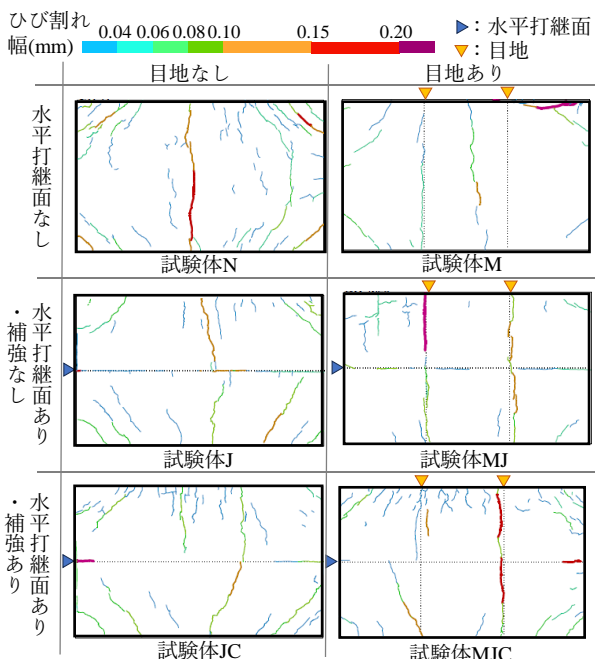 ひび割れ
幅(mm)
0.04 0.06 0.08 0.10 0.15 0.20
：水平打継面
：目地
目地なし
目地あり
水平打継面なし
試験体N
試験体M
水平打継面あり
・補強なし
試験体J
試験体MJ
水平打継面あり
・補強あり
試験体JC
試験体MJC